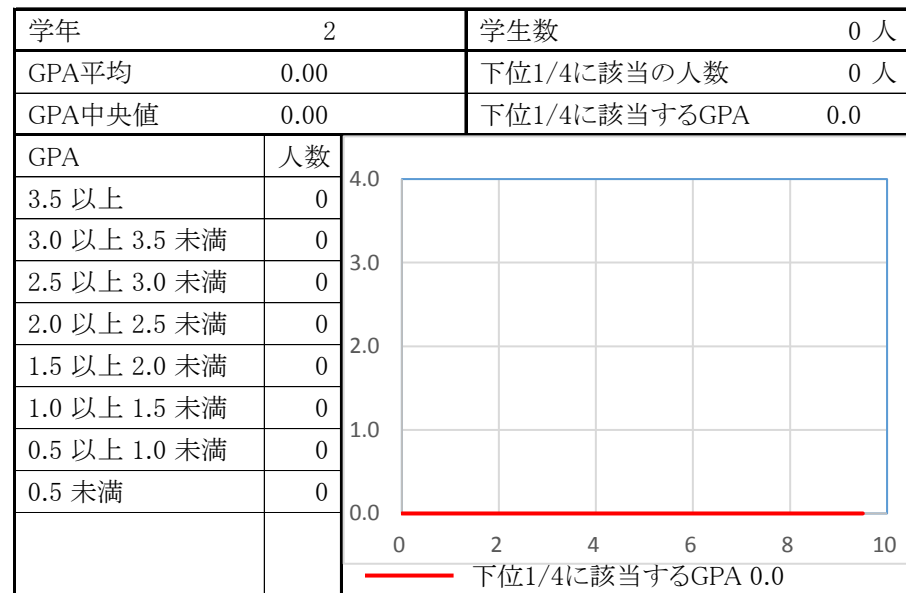 学年 2 学生数 0 人
GPA平均 0.00 下位1/4に該当の人数 0 人
GPA中央値 0.00 下位1/4に該当するGPA 0.0
GPA 人数
3.5 以上 0
3.0 以上 3.5 未満 0
2.5 以上 3.0 未満 0
2.0 以上 2.5 未満 0
1.5 以上 2.0 未満 0
1.0 以上 1.5 未満 0
0.5 以上 1.0 未満 0
0.5 未満 0
4.0
3.0
2.0
1.0
0.0
0 2 4 6 8 10
下位1/4に該当するGPA 0.0